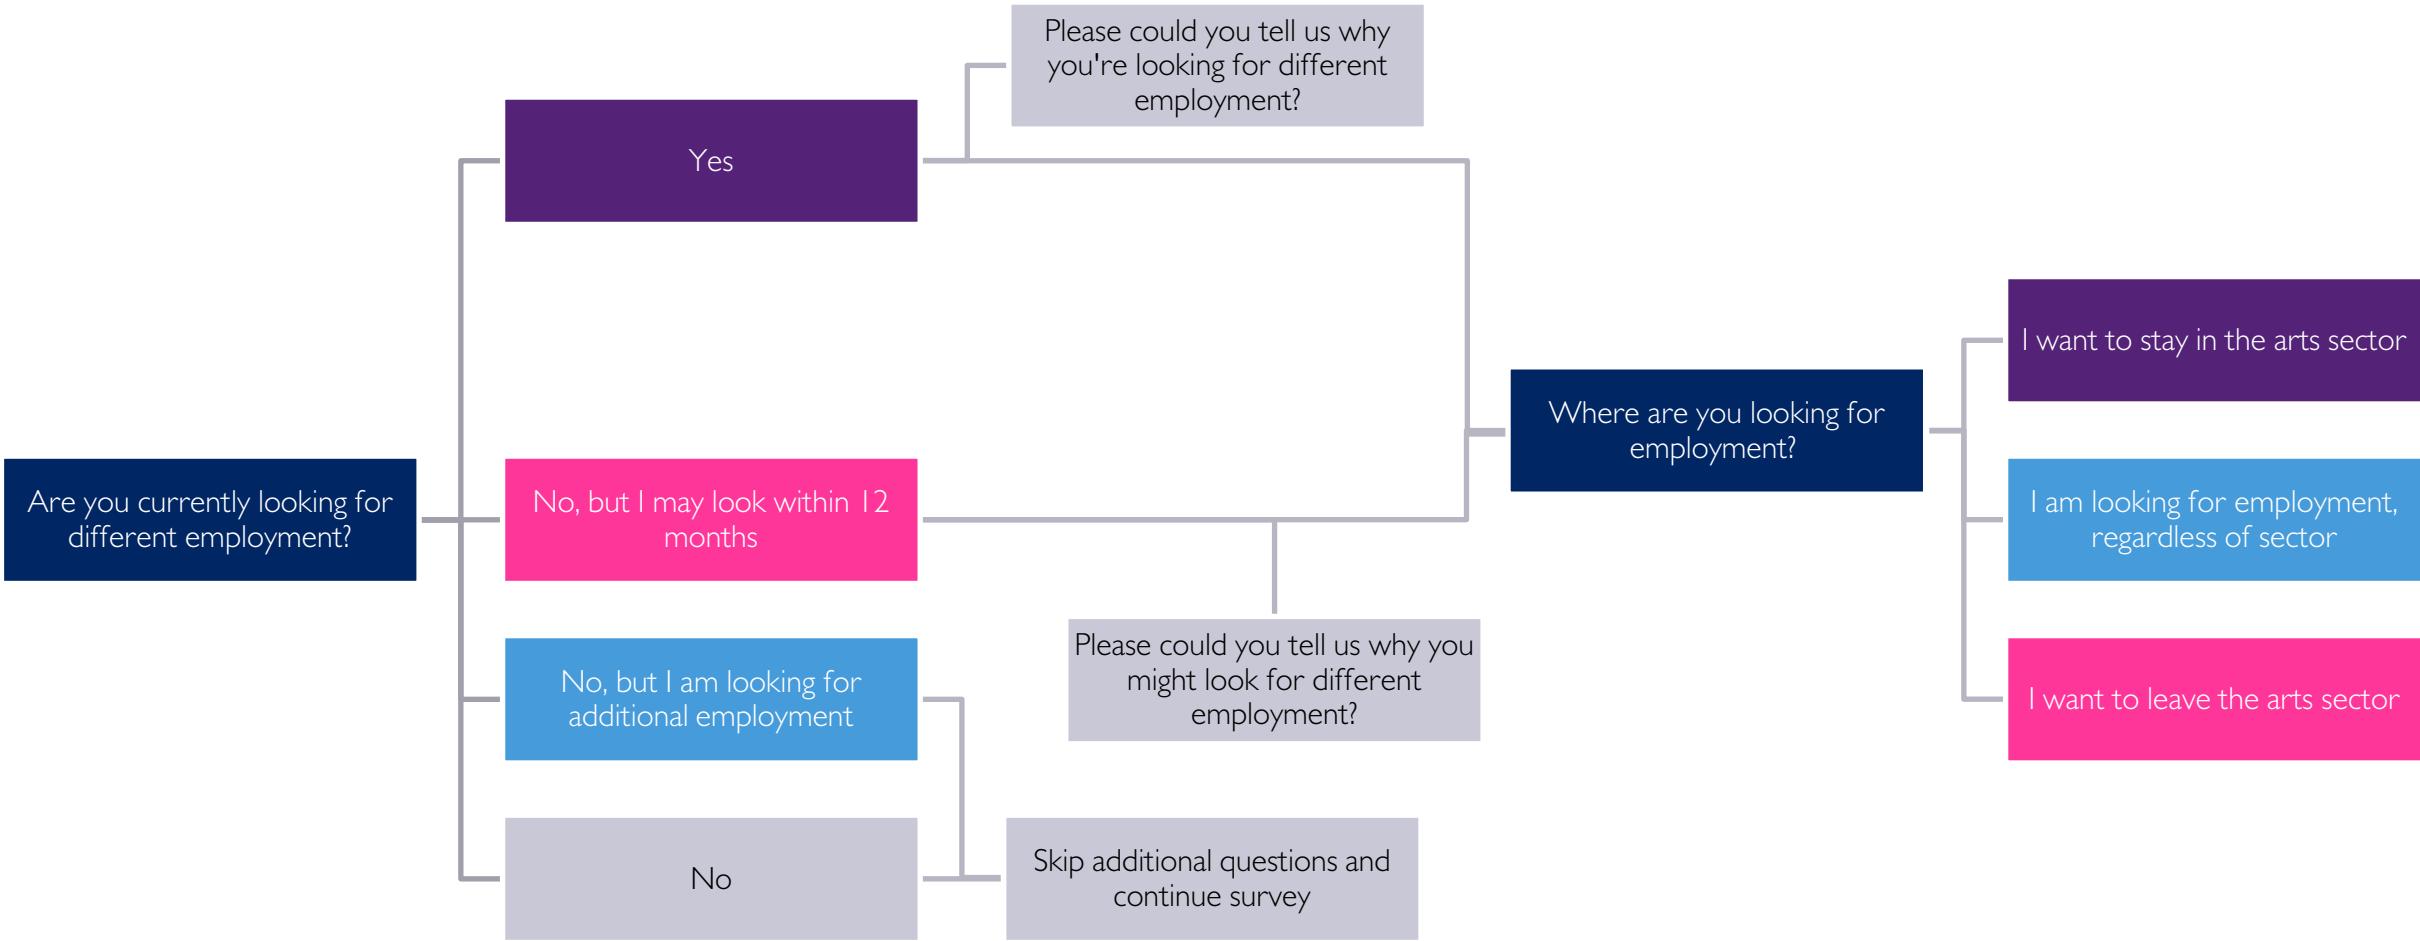 Are you currently looking for
different employment?
Yes
Please could you tell us why
you're looking for different
employment?
No, but I may look within 12
months
Please could you tell us why you
might look for different
employment?
No, but I am looking for
additional employment
No
Skip additional questions and
continue survey
Where are you looking for
employment?
I want to stay in the arts sector
I am looking for employment,
regardless of sector
I want to leave the arts sector